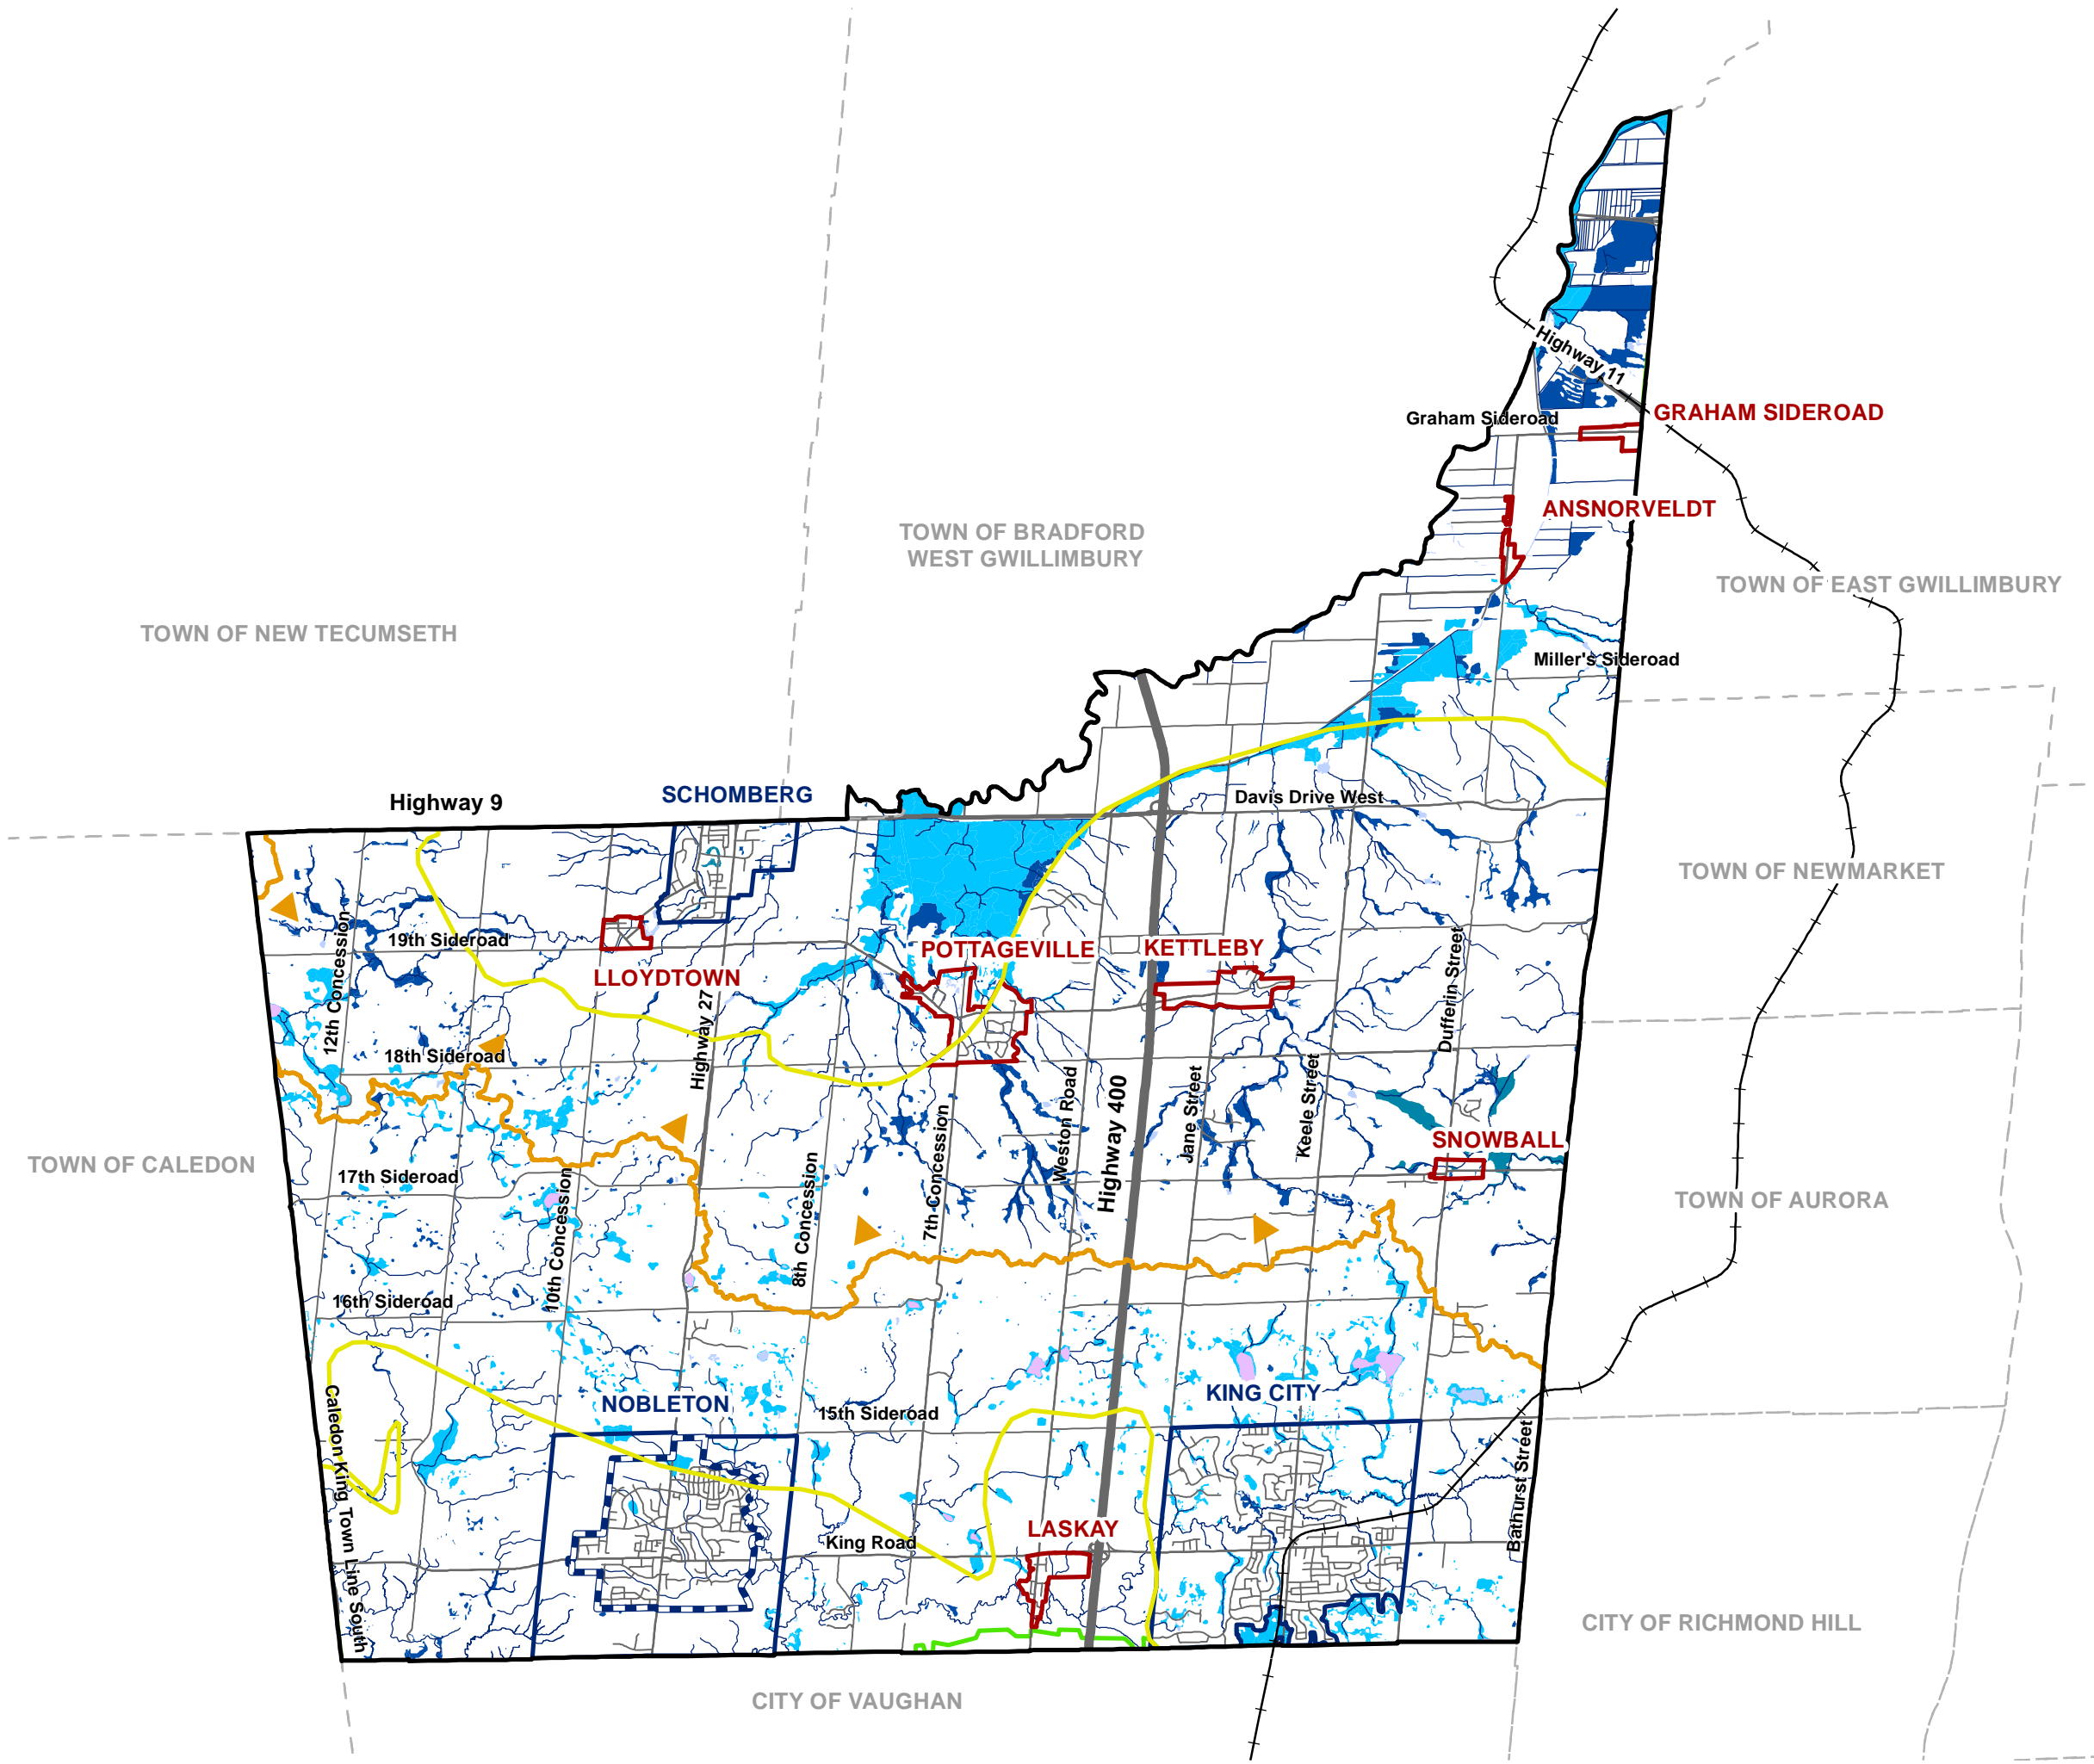 Highway 11
GRAHAM SIDEROAD
Graham Sideroad
ANSNORVELDT
TOWN OF BRADFORD
WEST GWILLIMBURY
TOWN OF EAST GWILLIMBURY
TOWN OF NEW TECUMSETH
Miller's Sideroad
SCHOMBERG
Highway 9
Davis Drive West
TOWN OF NEWMARKET
19th Sideroad
POTTAGEVILLE
KETTLEBY
LLOYDTOWN
12th Concession
Highway 27
Dufferin Street
18th Sideroad
Weston Road
Highway 400
Jane Street
Keele Street
SNOWBALL
TOWN OF CALEDON
17th Sideroad
10th Concession
8th Concession
7th Concession
TOWN OF AURORA
16th Sideroad
NOBLETON
KING CITY
15th Sideroad
Caledon King Town Line South
LASKAY
King Road
Bathurst Street
CITY OF RICHMOND HILL
CITY OF VAUGHAN